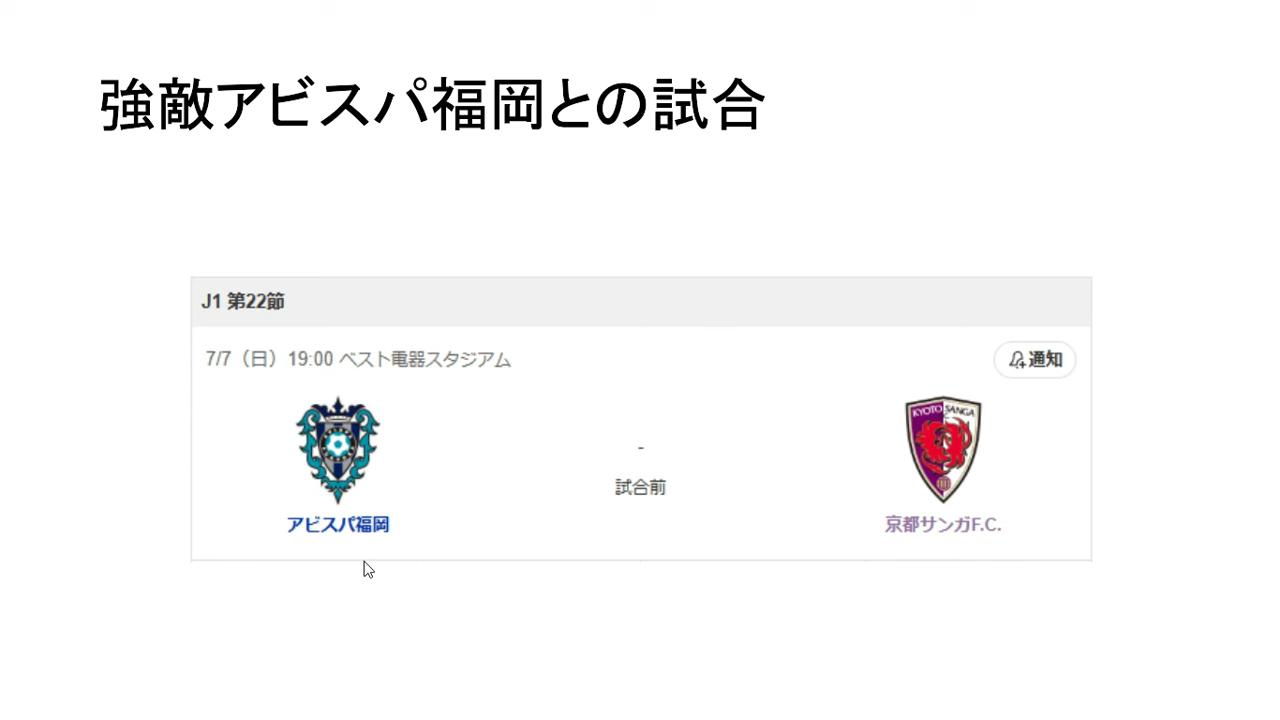 強敵アビスパ福岡との試合
J1 第22節
7/7（日）19:00 ベスト電器スタジアム
通知
KYOTO SANGA
-
試合前
アビスパ福岡
京都サンガF.C.